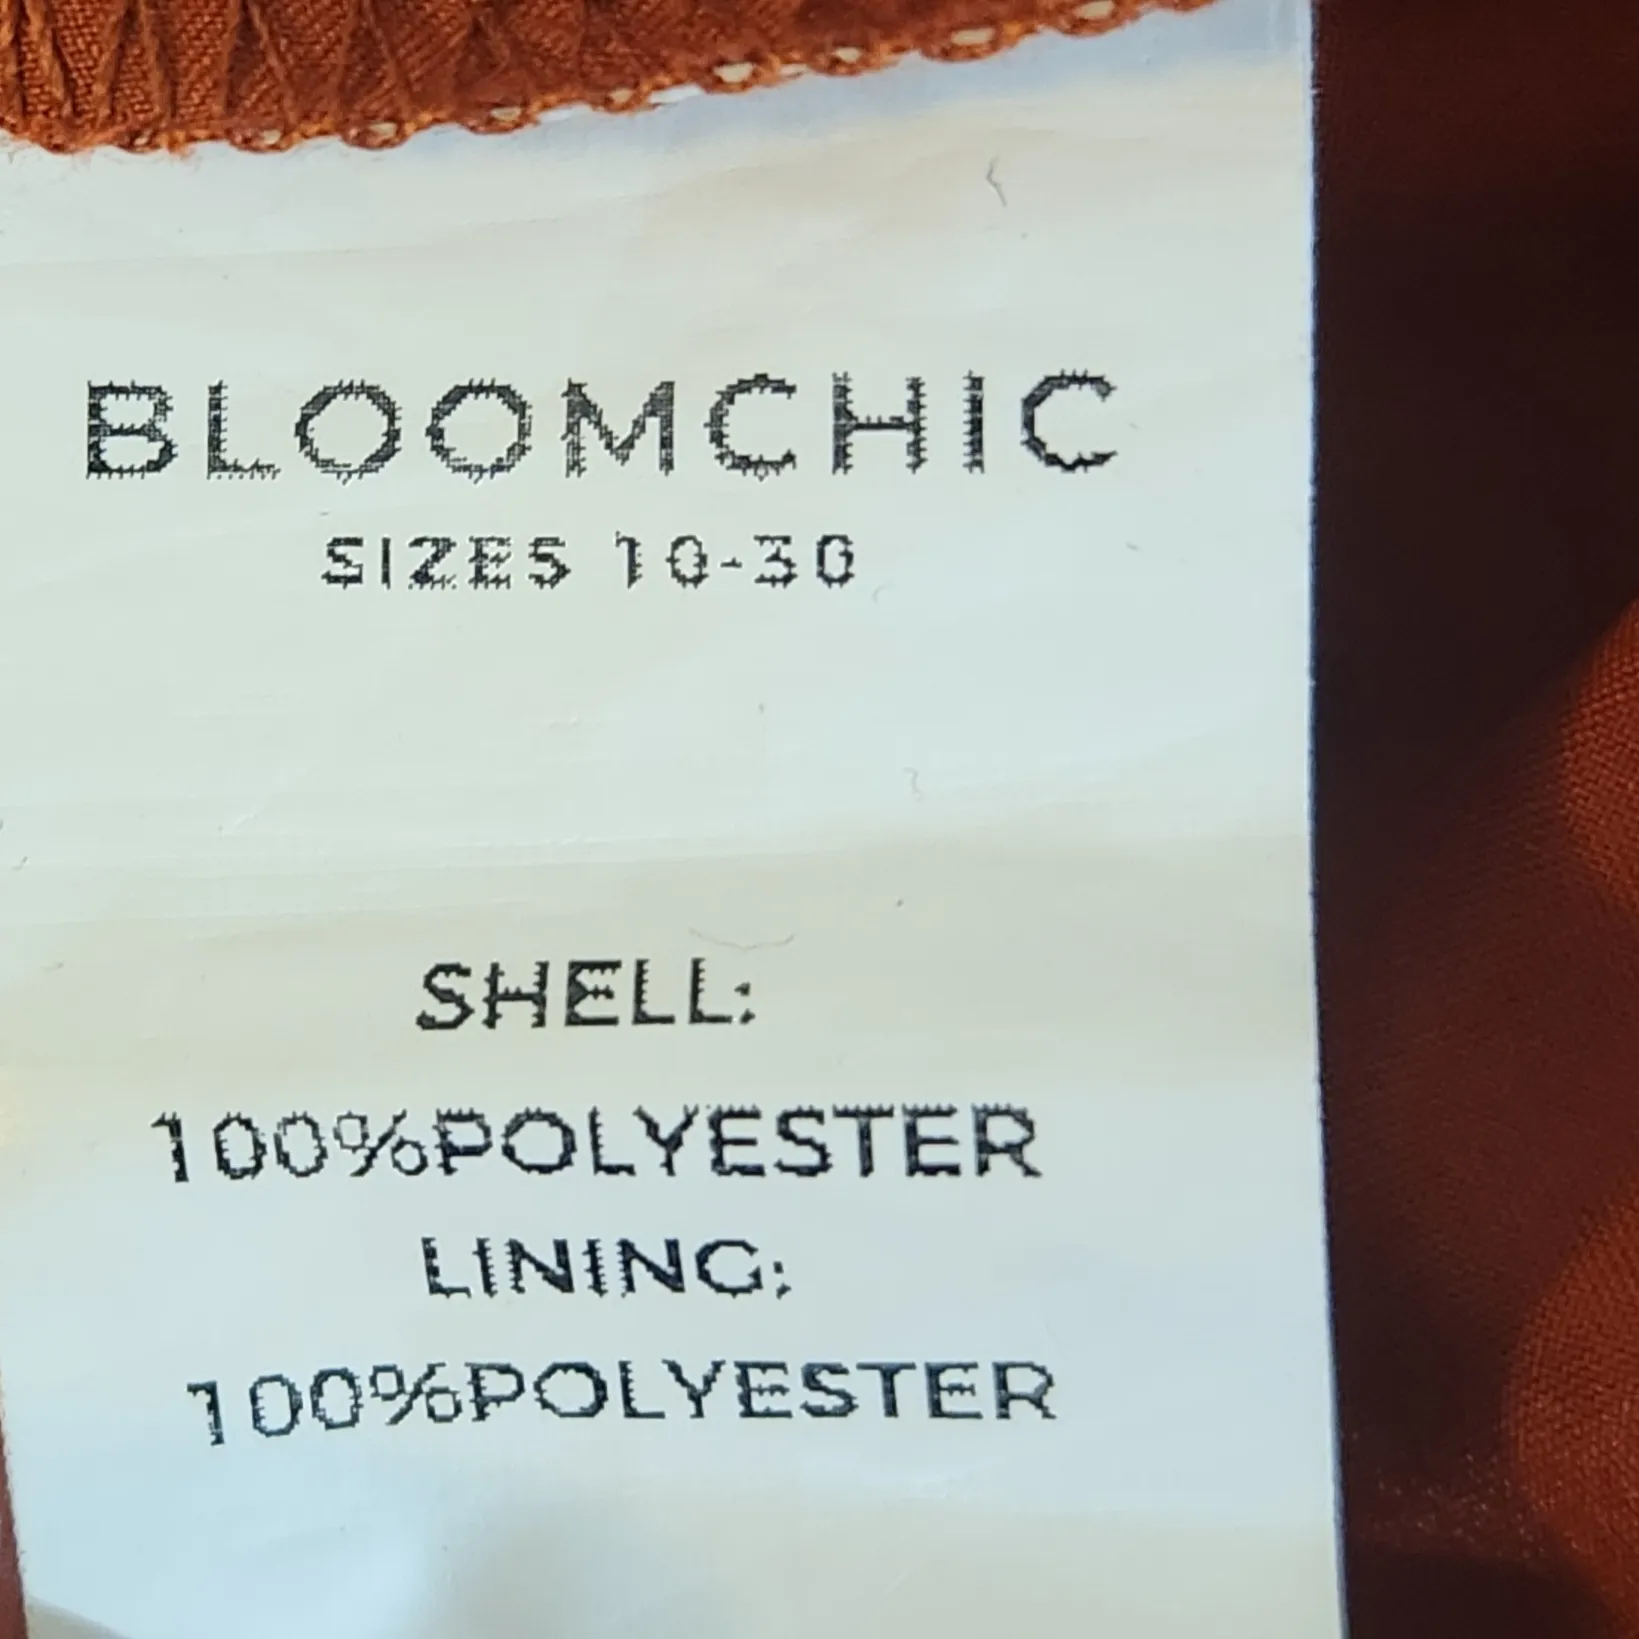 BLOOMCHIC
SIZES 10-30
SHELL:
100%POLYESTER
LINING:
100%POLYESTER